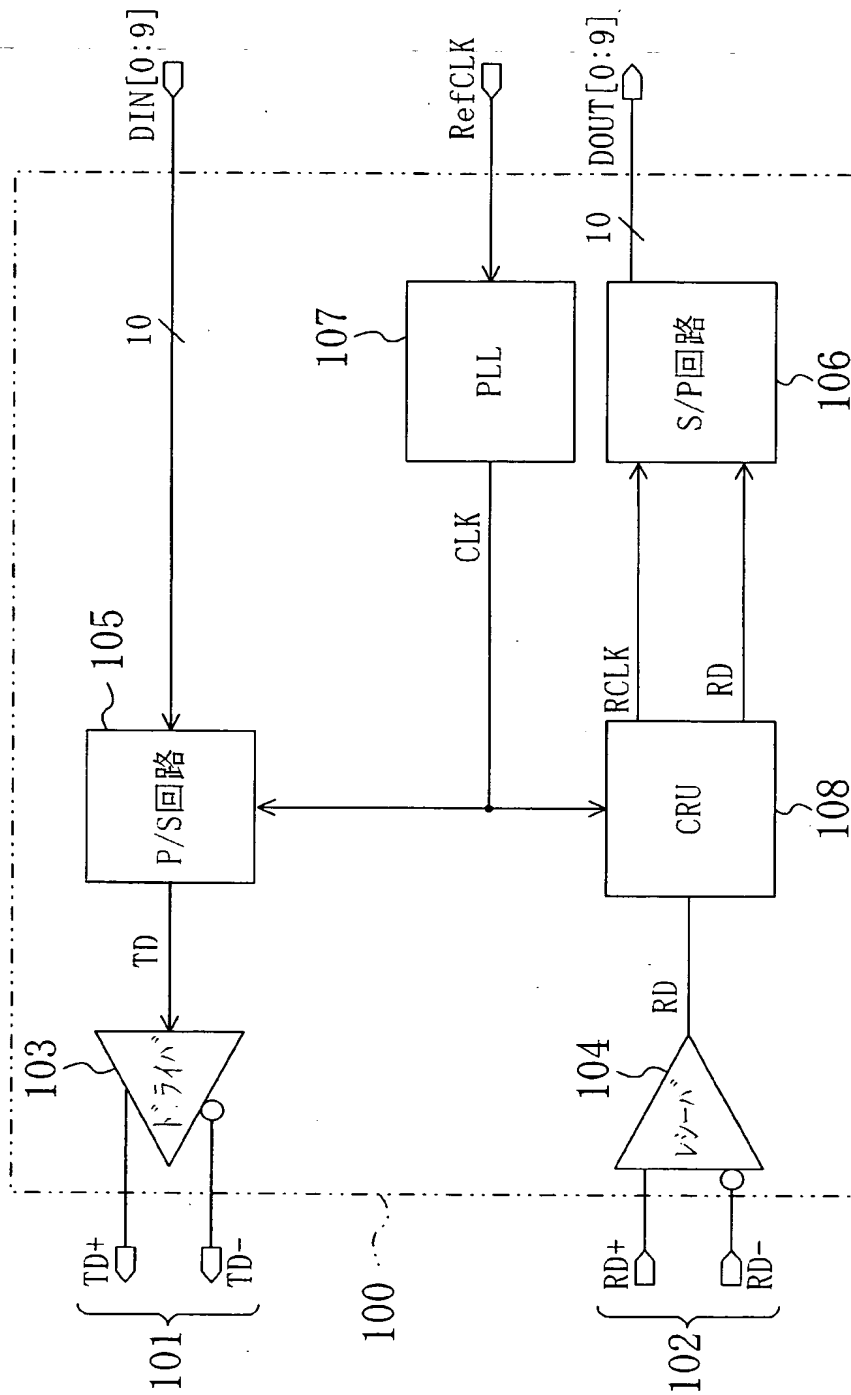 101
TD+
TD-
103
ドライバ
TD
105
P/S回路
10
DIN[0:9]
100
CLK
107
PLL
RefCLK
102
RD+
RD-
104
レシーバ
RD
CRU
108
RCLK
RD
S/P回路
106
10
DOUT[0:9]